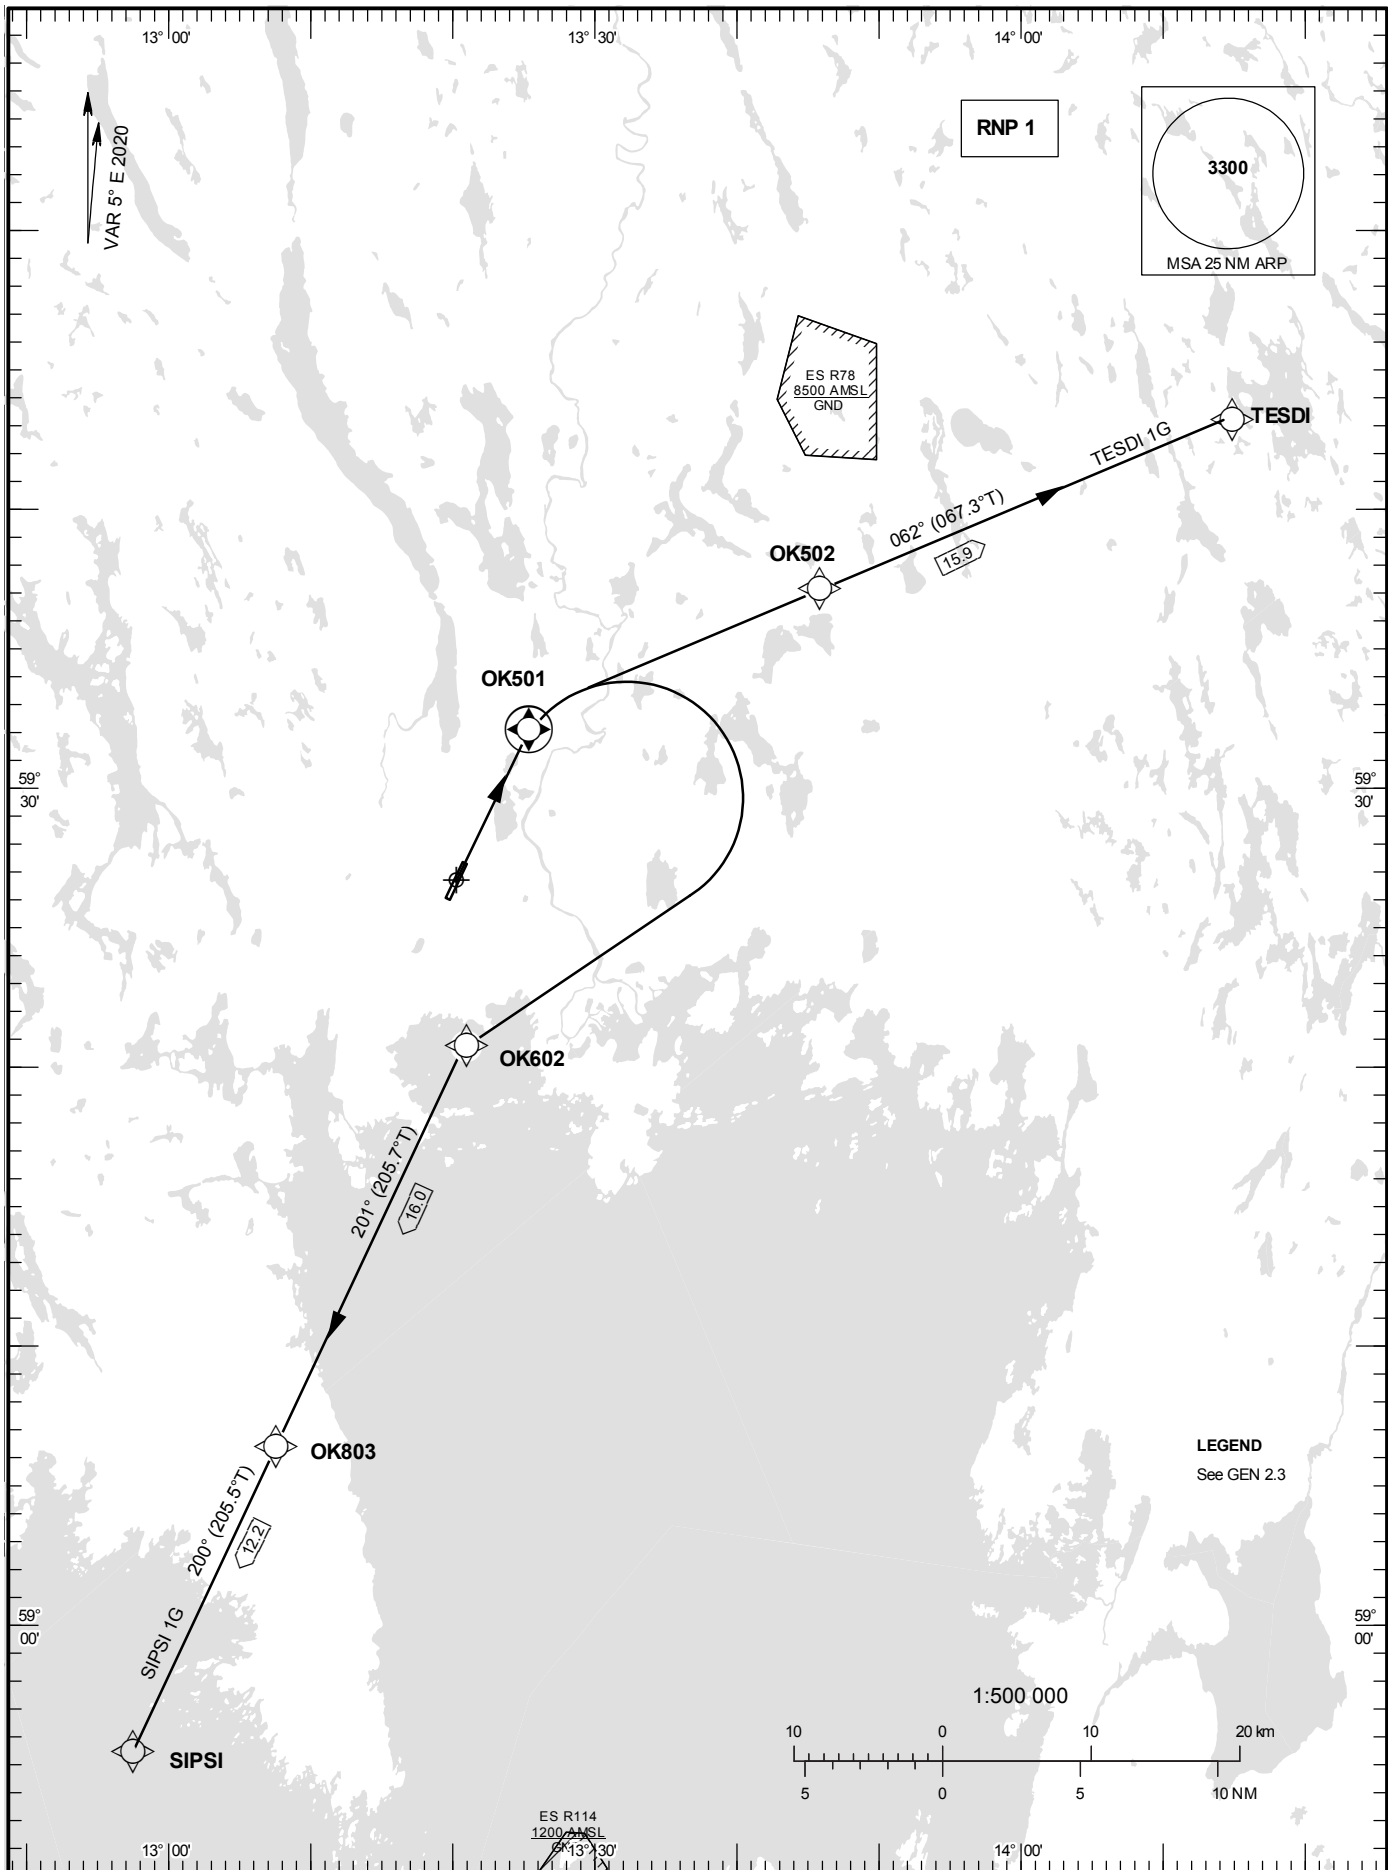 13° 00'
13° 30'
14° 00'
VAR 5° E 2020
RNP 1
3300
MSA 25 NM ARP
ES R78
8500 AMSL
GND
TESDI
TESDI 1G
062° (067.3°T)
15.9
OK502
OK501
59°
30'
59°
30'
OK602
201° (205.7°T)
16.0
OK803
200° (205.5°T)
12.2
LEGEND
See GEN 2.3
SIPSI 1G
59°
00'
59°
00'
1:500 000
10 0 10 20 km
5 0 5 10 NM
SIPSI
ES R114
1200 AMSL
GND
13° 00'
13° 30'
14° 00'